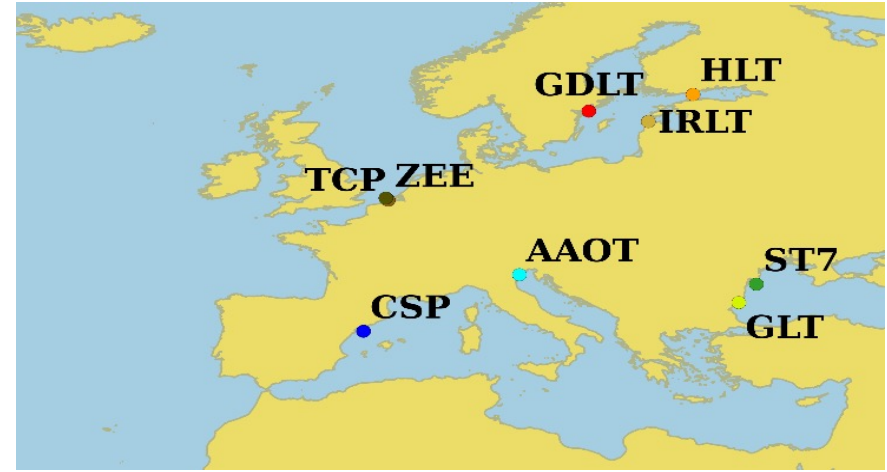 HLT
GDLT
IRLT
TCP ZEE
AAOT
ST7
CSP
GLT